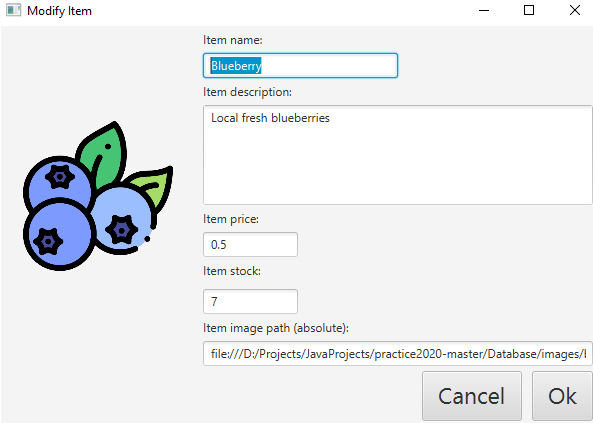 Modify Item
Item name:
Blueberry
Item description:
Local fresh blueberries
Item price:
0.5
Item stock:
7
Item image path (absolute):
file:///D:/Projects/JavaProjects/practice2020-master/Database/images/
Cancel Ok